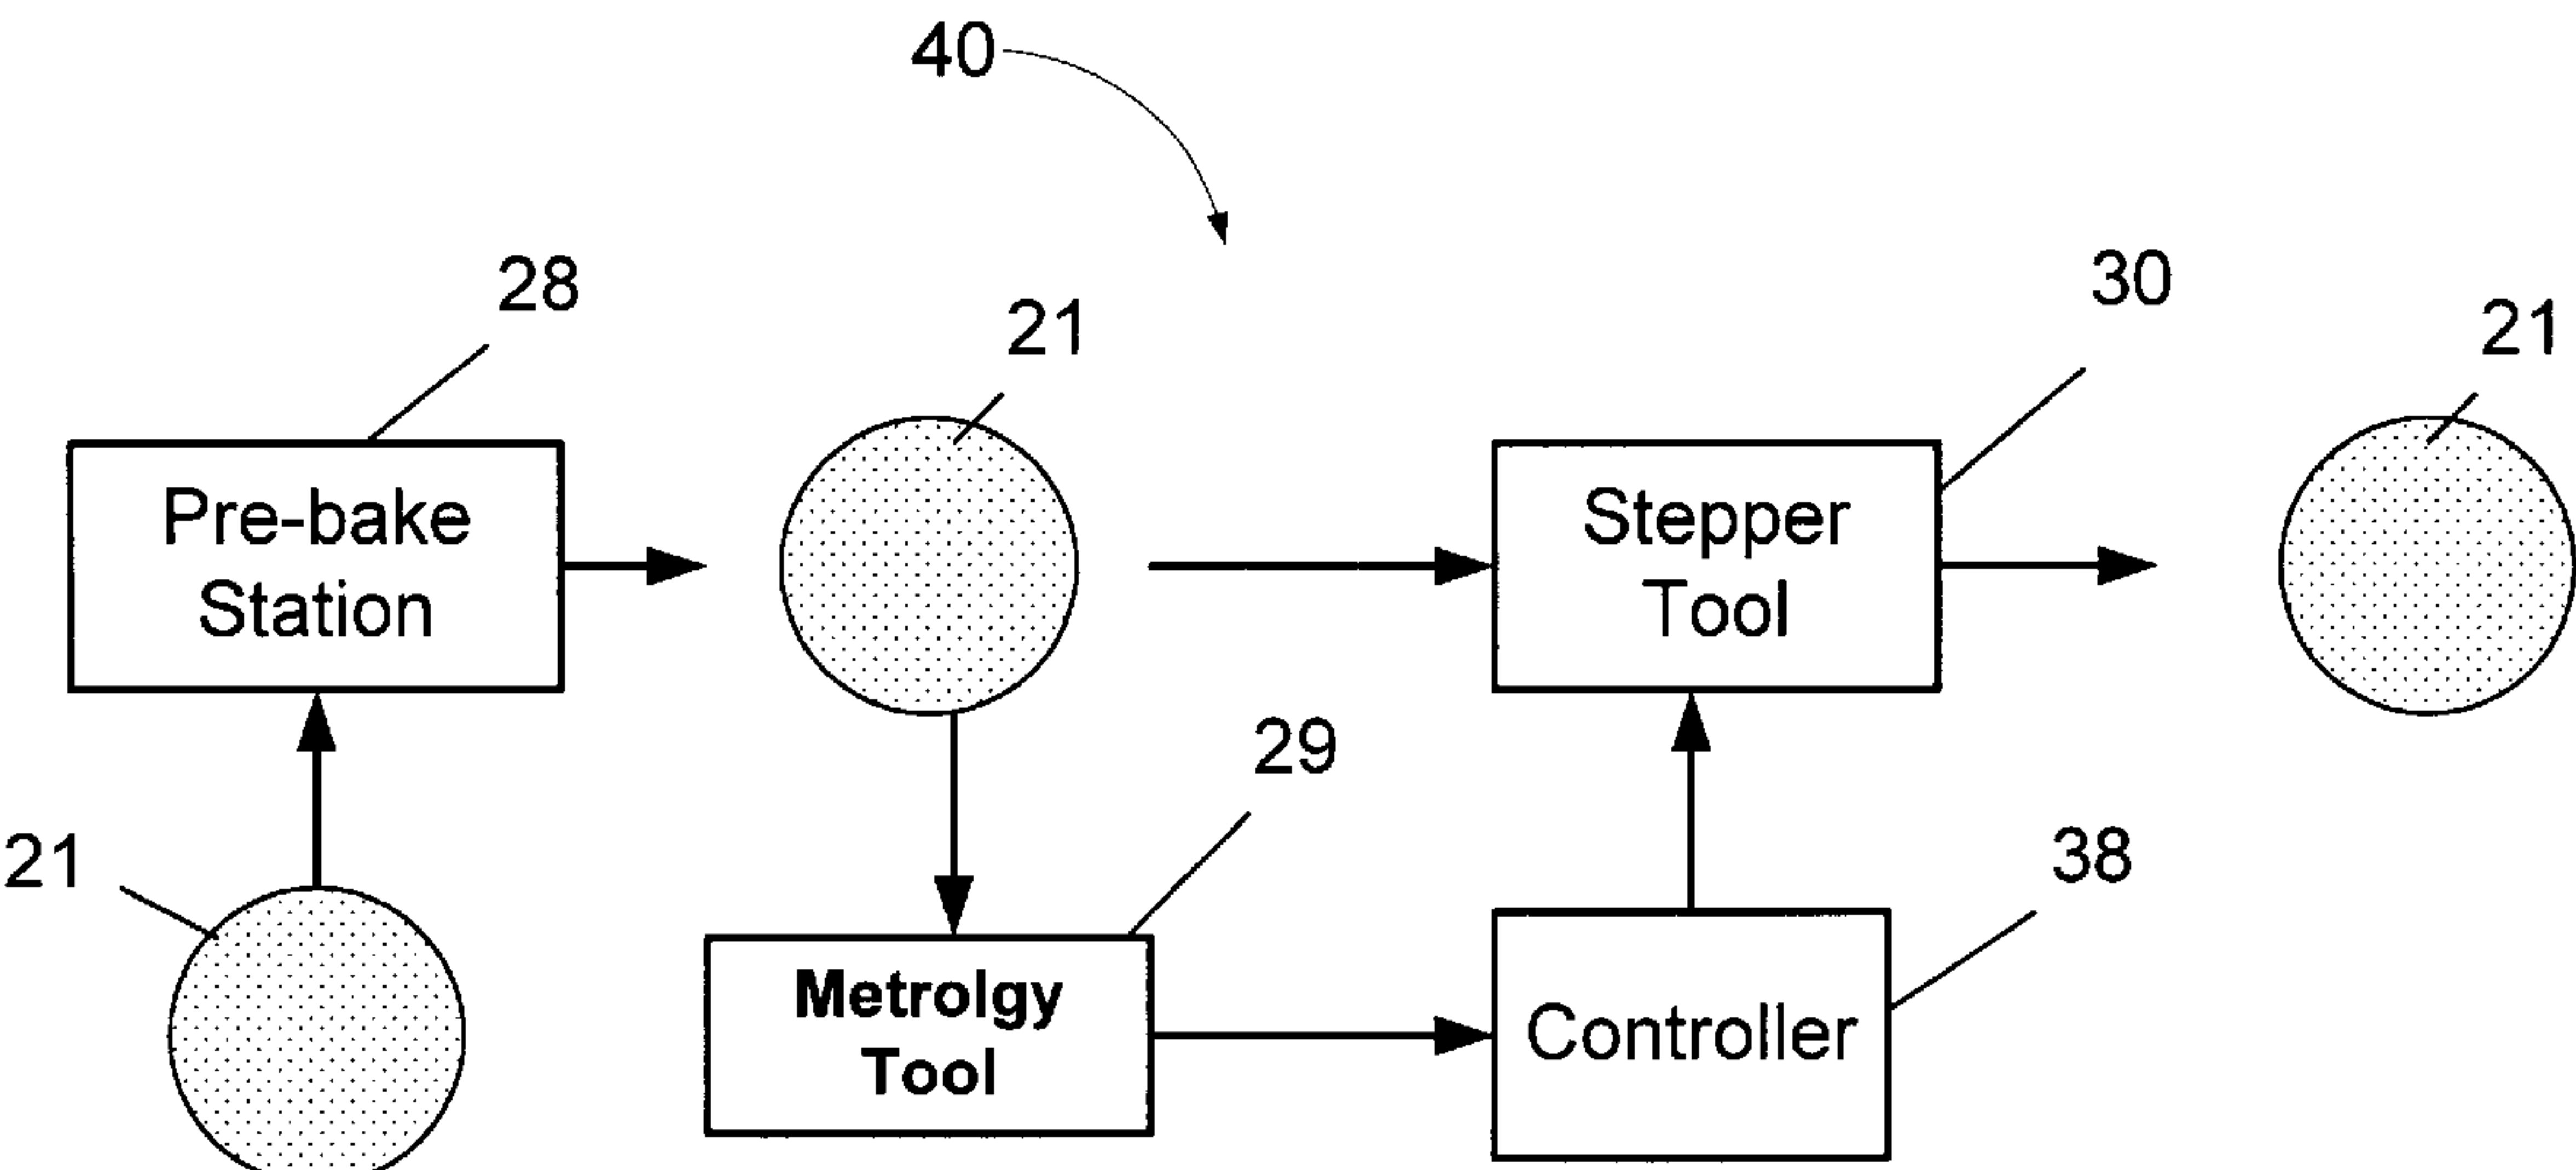 40
28
21
30
21
Pre-bake
Station
Stepper
Tool
29
21
38
Metrolgy
Tool
Controller